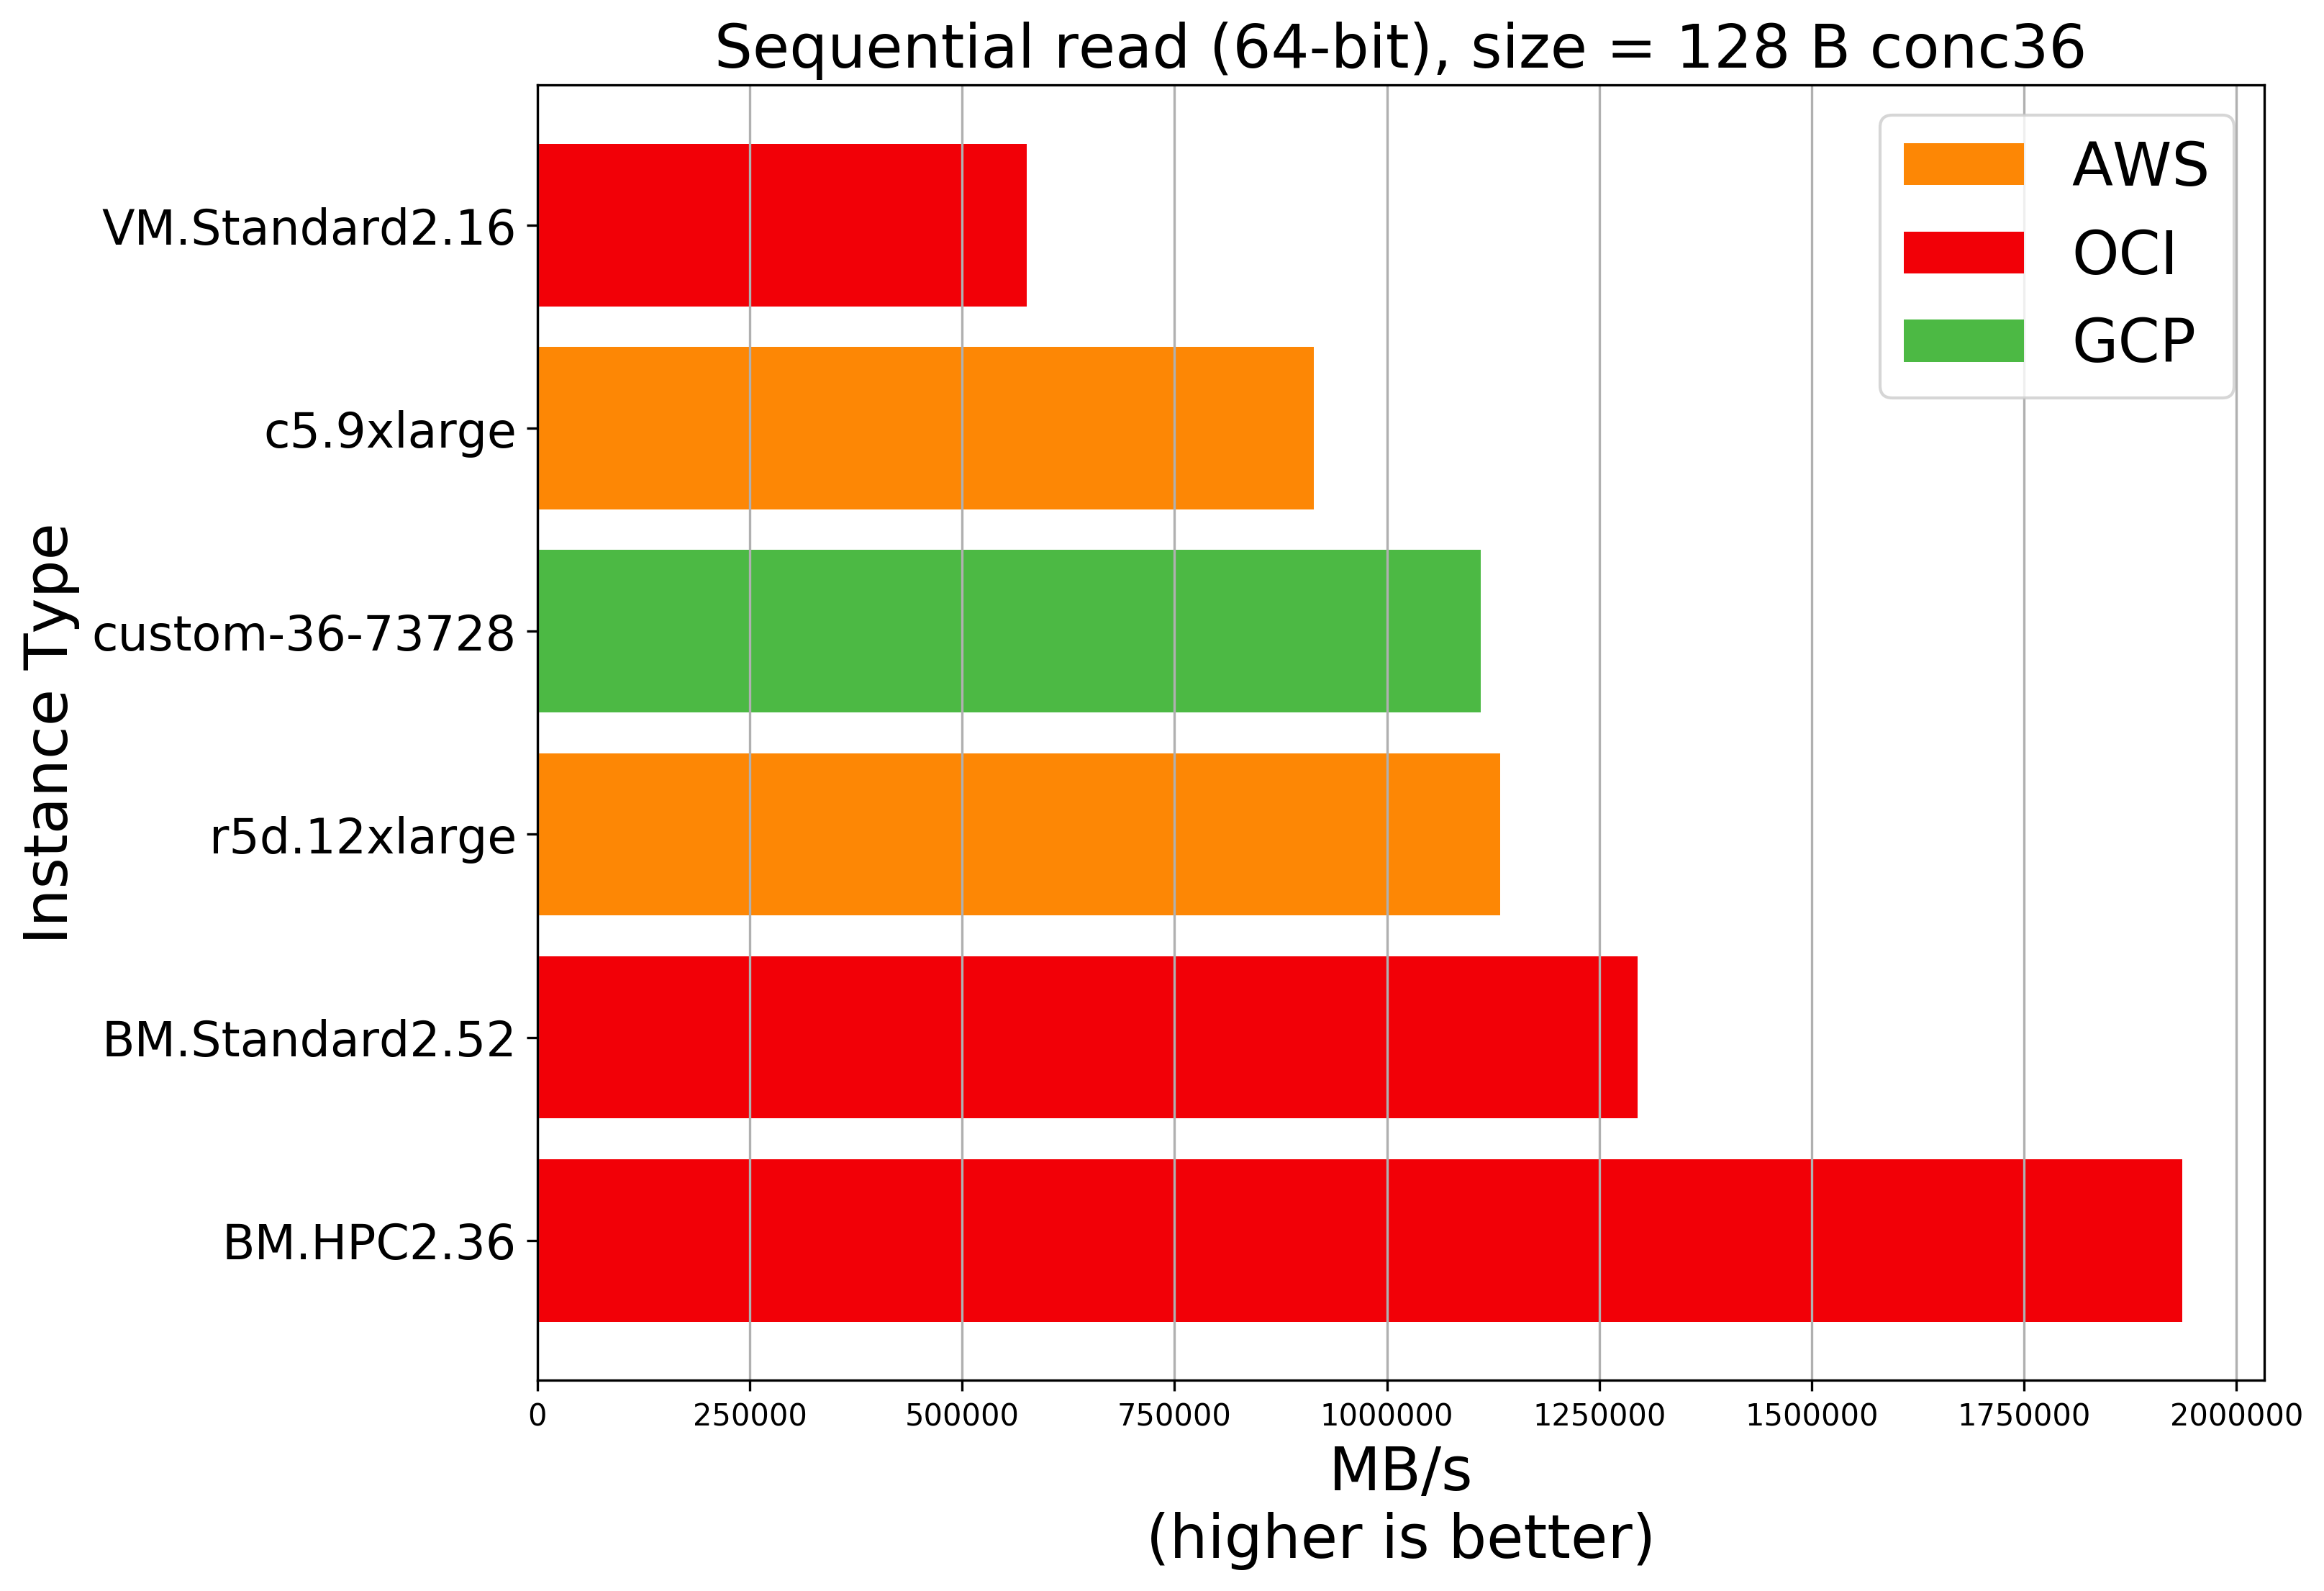 Sequential read (64-bit), size = 128 B conc36
AWS
OCI
GCP
Instance Type
VM.Standard2.16
c5.9xlarge
custom-36-73728
r5d.12xlarge
BM.Standard2.52
BM.HPC2.36
0 250000 500000 750000 1000000 1250000 1500000 1750000 2000000
MB/s
(higher is better)